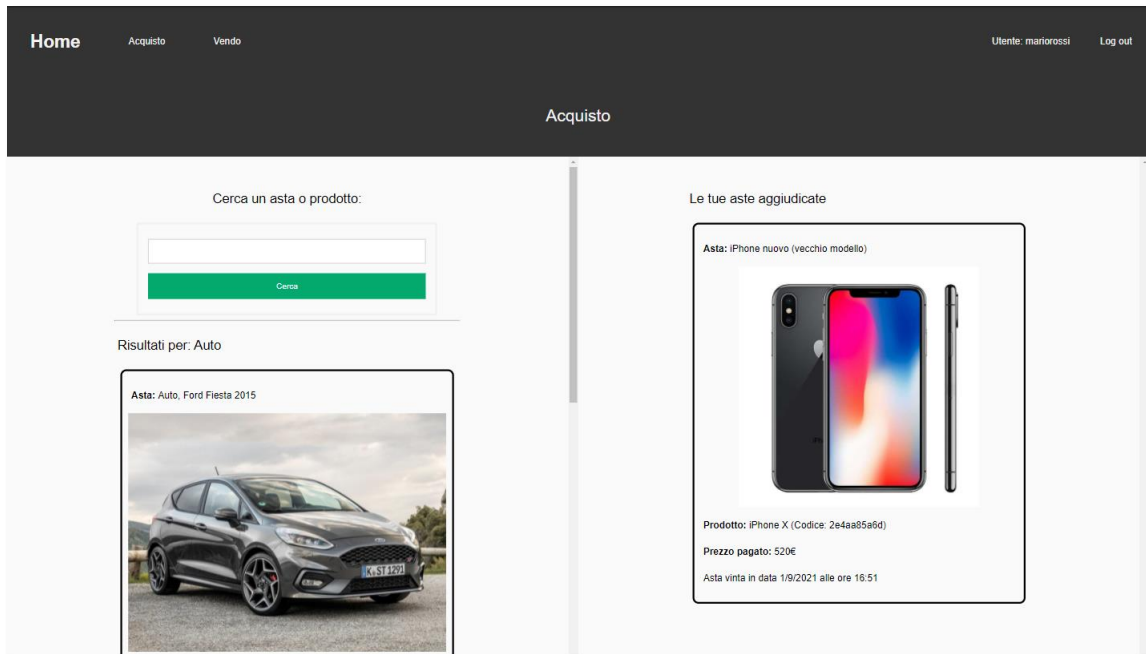 Home Acquisto Vendo Utente: mariorossi Log out
Acquisto
Cerca un asta o prodotto:
Cerca
Risultati per: Auto
Asta: Auto, Ford Fiesta 2015
K ST 1291
Le tue aste aggiudicate
Asta: iPhone nuovo (vecchio modello)
Prodotto: iPhone X (Codice: 2e4aa85a6d)
Prezzo pagato: 520€
Asta vinta in data 1/9/2021 alle ore 16:51